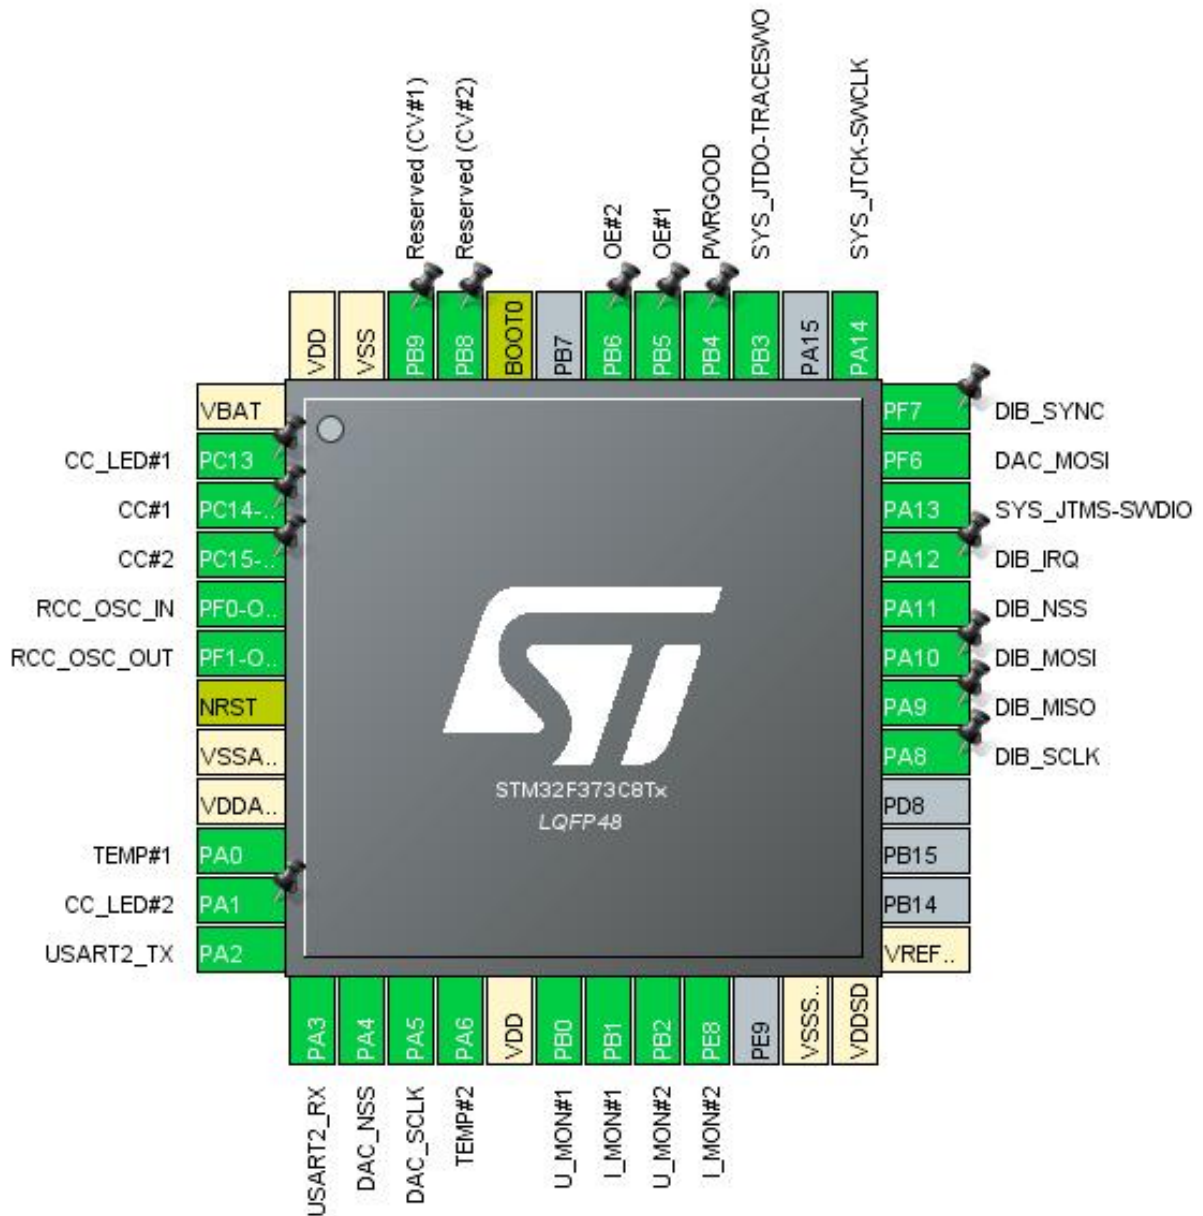 Reserved (CV#1)
Reserved (CV#2)
OE#2
OE#1
PWRGOOD
SYS_JTDO-TRACESWO
SYS_JTCK-SWCLK
VDD
VSS
PB9
PB8
BOOT0
PB7
PB6
PB5
PB4
PB3
PA15
PA14
VBAT
CC_LED#1 PC13
CC#1 PC14-..
CC#2 PC15-..
RCC_OSC_IN PF0-O..
RCC_OSC_OUT PF1-O..
NRST
VSSA..
VDDA..
TEMP#1 PA0
CC_LED#2 PA1
USART2_TX PA2
PF7 DIB_SYNC
PF6 DAC_MOSI
PA13 SYS_JTMS-SWDIO
PA12 DIB_IRQ
PA11 DIB_NSS
PA10 DIB_MOSI
PA9 DIB_MISO
PA8 DIB_SCLK
PD8
PB15
PB14
VREF..
ST
STM32F373C8Tx
LQFP48
PA3
PA4
PA5
PA6
VDD
PB0
PB1
PB2
PE8
PE9
VSSS..
VDDSD
USART2_RX
DAC_NSS
DAC_SCLK
TEMP#2
U_MON#1
I_MON#1
U_MON#2
I_MON#2